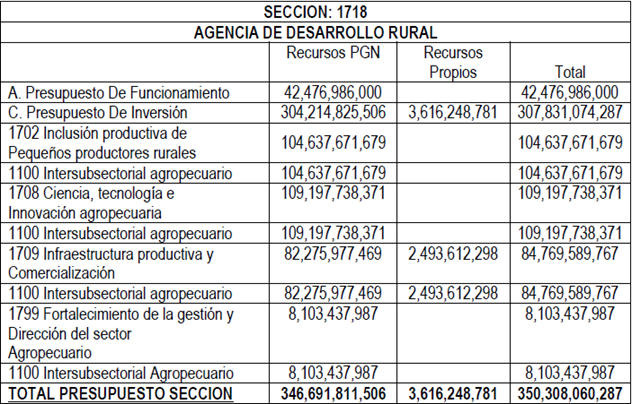 SECCION: 1718
AGENCIA DE DESARROLLO RURAL
Recursos PGN Recursos
Propios Total
A. Presupuesto De Funcionamiento 42,476,986,000 42,476,986,000
C. Presupuesto De Inversión 304,214,825,506 3,616,248,781 307,831,074,287
1702 Inclusión productiva de
Pequeños productores rurales 104,637,671,679 104,637,671,679
1100 Intersubsectorial agropecuario 104,637,671,679 104,637,671,679
1708 Ciencia, tecnología e 109,197,738,371 109,197,738,371
Innovación agropecuaria
1100 Intersubsectorial agropecuario 109,197,738,371 109,197,738,371
1709 Infraestructura productiva y 82,275,977,469 2,493,612,298 84,769,589,767
Comercialización
1100 Intersubsectorial agropecuario 82,275,977,469 2,493,612,298 84,769,589,767
1799 Fortalecimiento de la gestión y 8,103,437,987 8,103,437,987
Dirección del sector
Agropecuario
1100 Intersubsectorial Agropecuario 8,103,437,987 8,103,437,987
TOTAL PRESUPUESTO SECCION 346,691,811,506 3,616,248,781 350,308,060,287